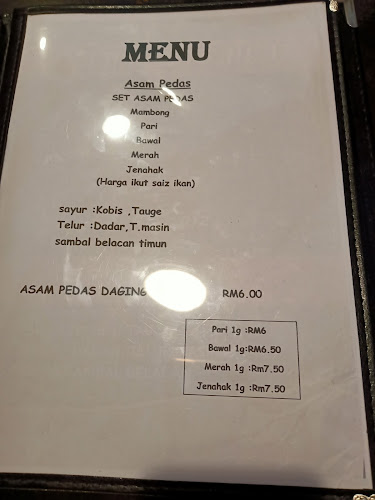 MENU
Asam Pedas
SET ASAM PEDAS
Mambong
Pari
Bawal
Merah
Jenahak
(Harga ikut saiz ikan)
sayur :Kobis ,Tauge
Telur :Dadar,T.masin
sambal belacan timun
ASAM PEDAS DAGING RM6.00
Pari 1g :RM6
Bawal 1g:RM6.50
Merah 1g :Rm7.50
Jenahak 1g :Rm7.50